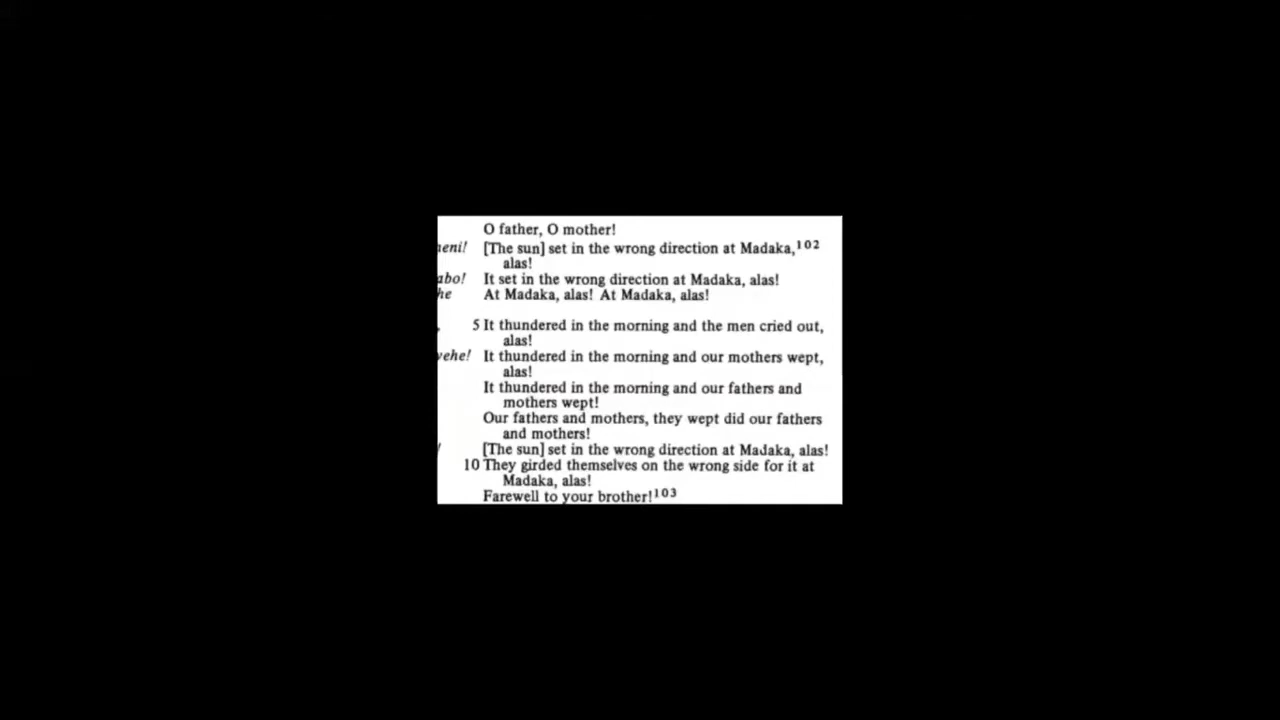 O father, O mother!
[The sun] set in the wrong direction at Madaka,102
alas!
It set in the wrong direction at Madaka, alas!
he At Madaka, alas! At Madaka, alas!
5 It thundered in the morning and the men cried out,
alas!
It thundered in the morning and our mothers wept,
alas!
It thundered in the morning and our fathers and
mothers wept!
Our fathers and mothers, they wept did our fathers
and mothers!
[The sun] set in the wrong direction at Madaka, alas!
10 They girded themselves on the wrong side for it at
Madaka, alas!
Farewell to your brother!103